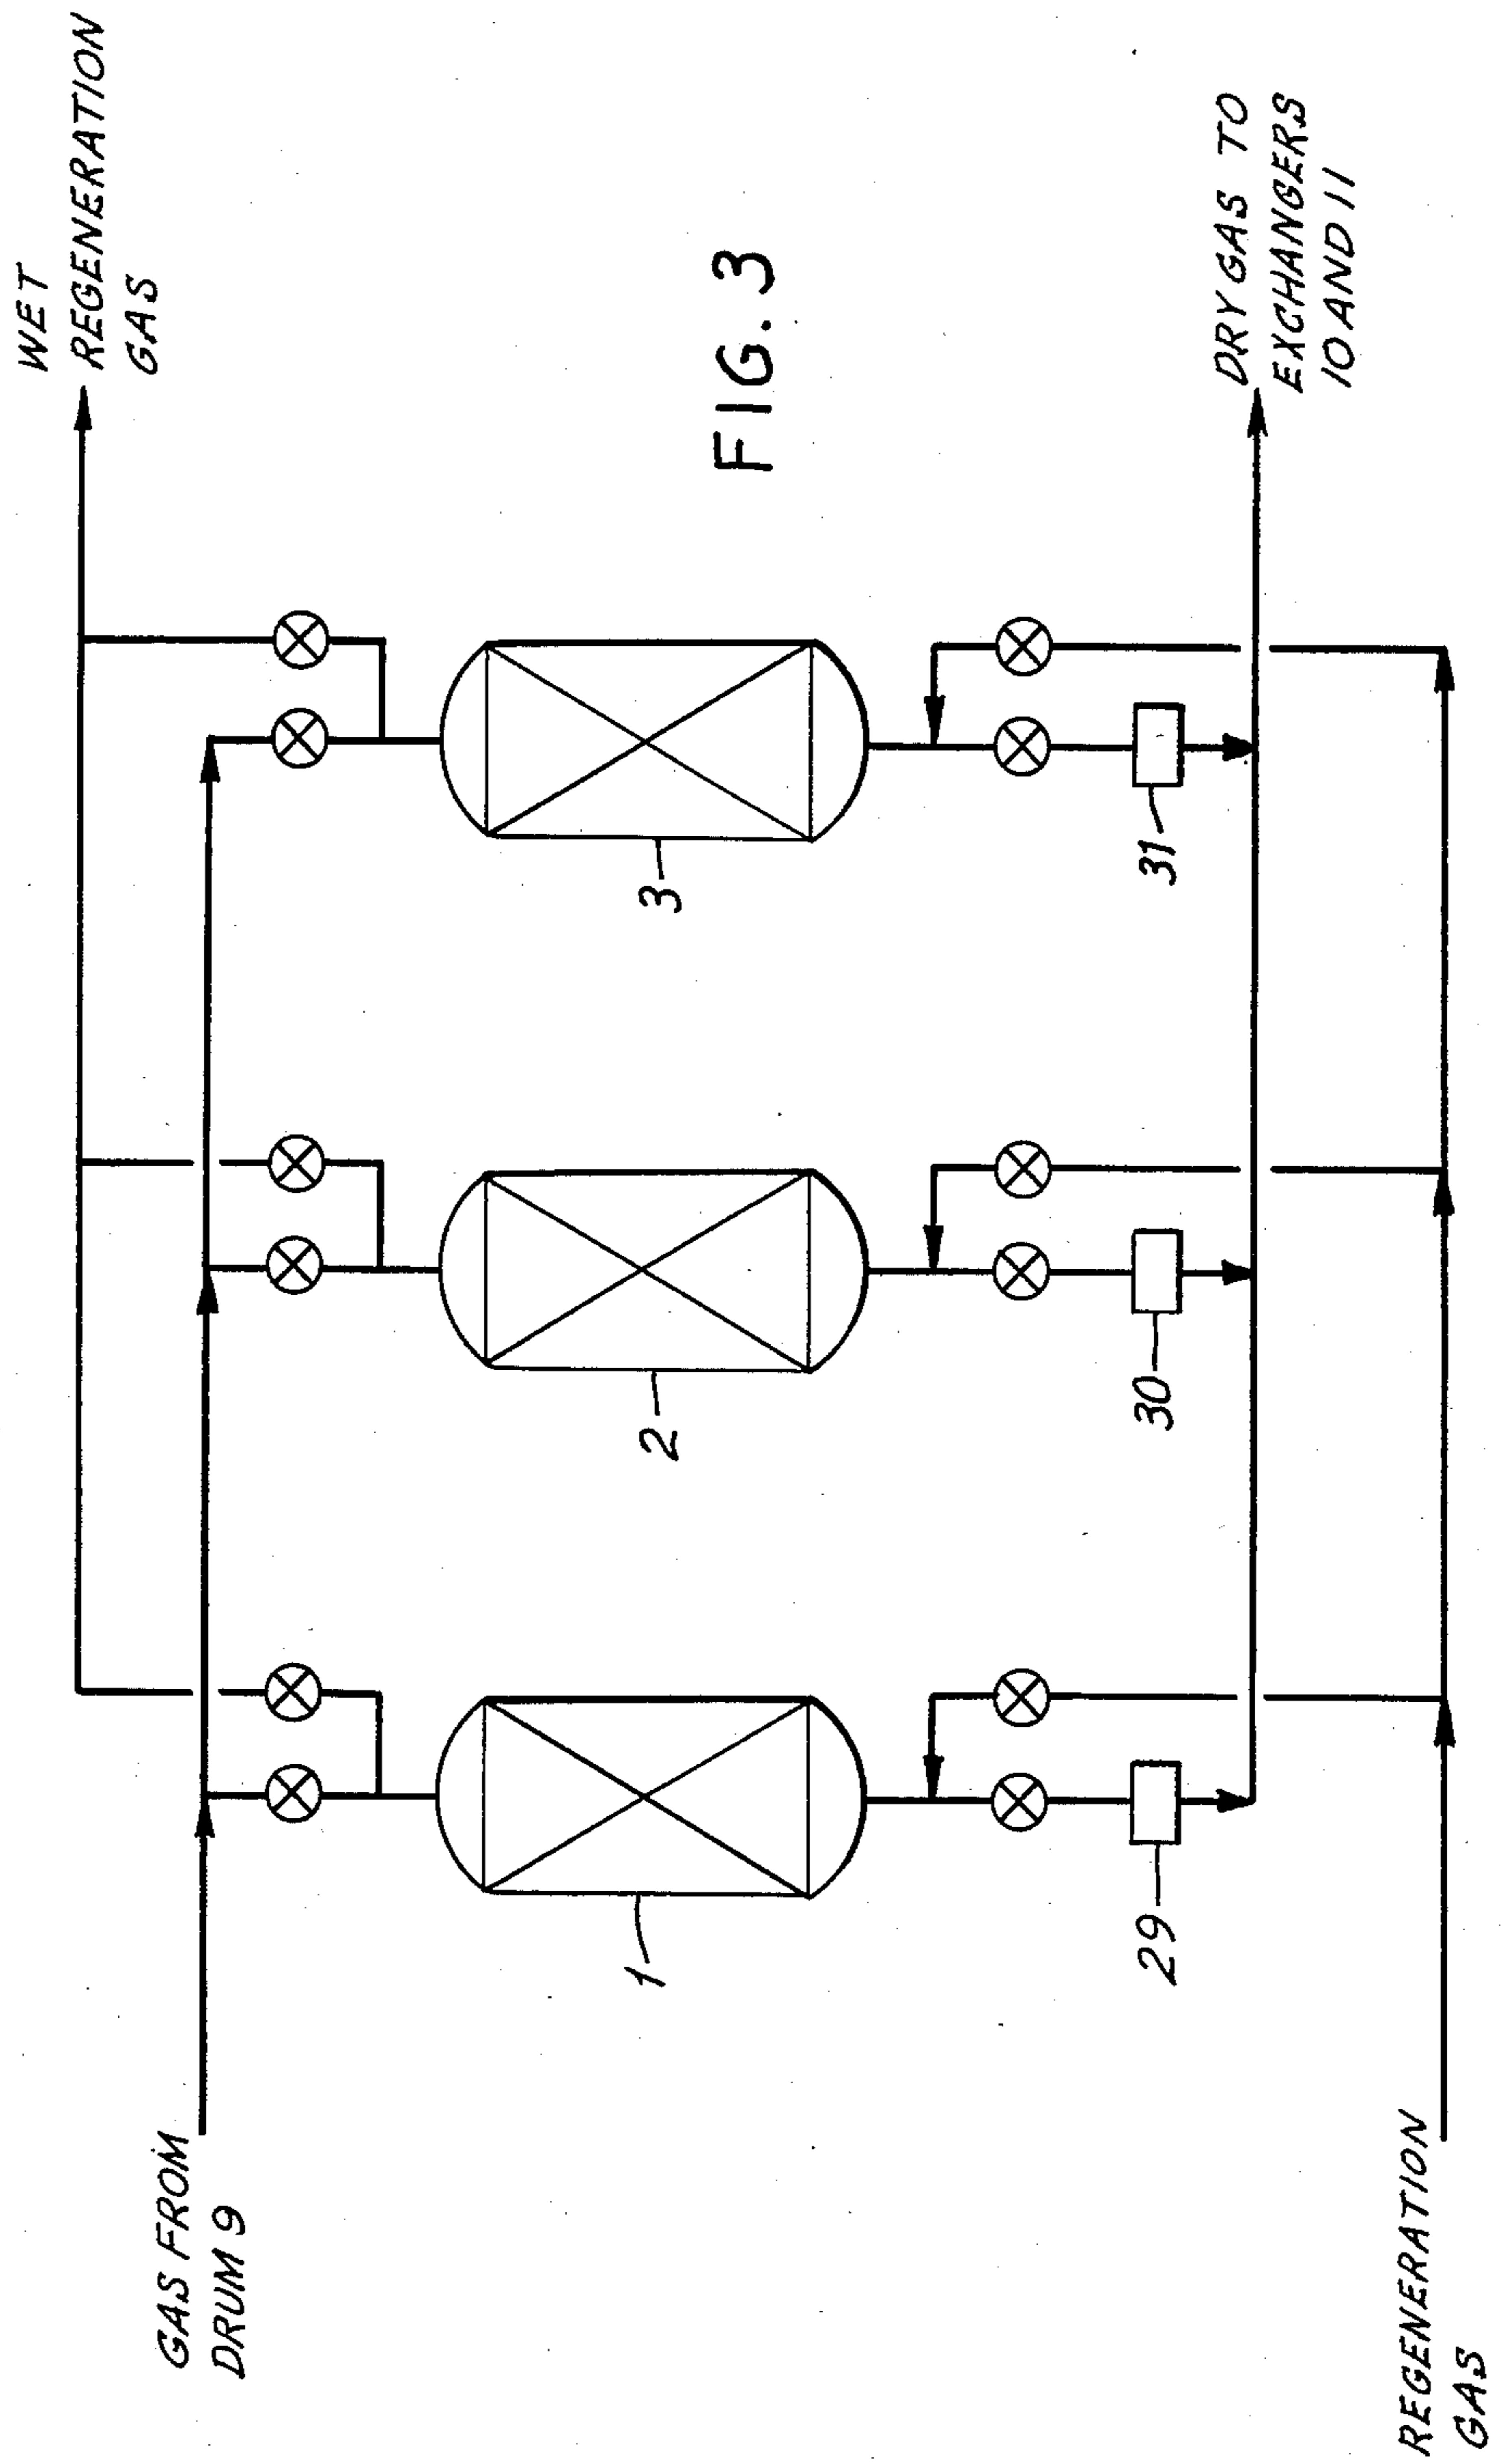 WET
REGENERATION
GAS
GAS FROM
DRUM 9
FIG. 3
1
2
3
29
30
31
DRY GAS TO
EXCHANGERS
10 AND 11
REGENERATION
GAS